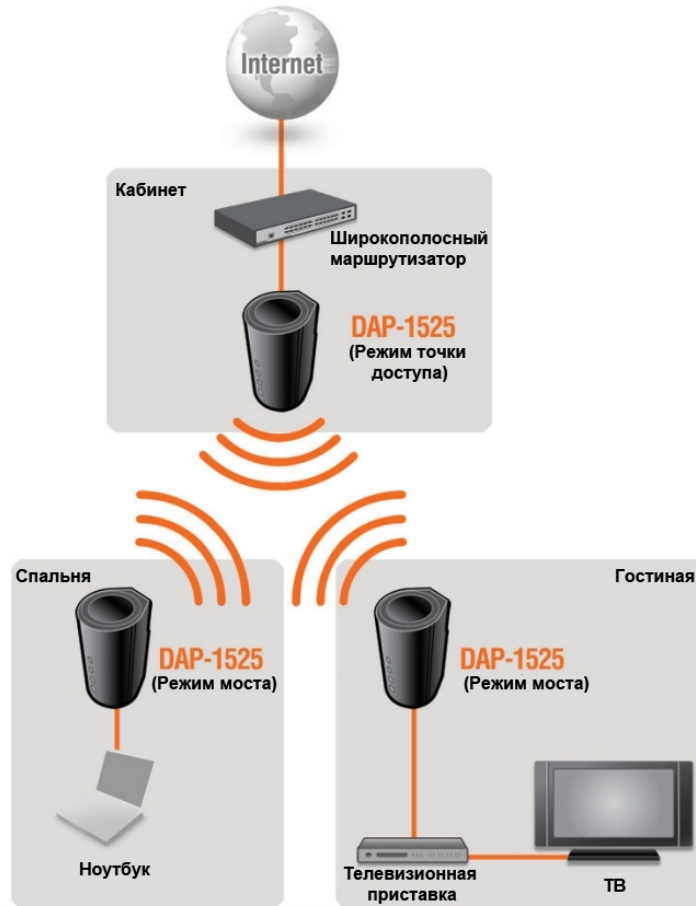 Internet
Кабинет
Широкополосный
маршрутизатор
DAP-1525
(Режим точки
доступа)
Спальня
DAP-1525
(Режим моста)
Ноутбук
Гостиная
DAP-1525
(Режим моста)
Телевизионная
приставка
ТВ